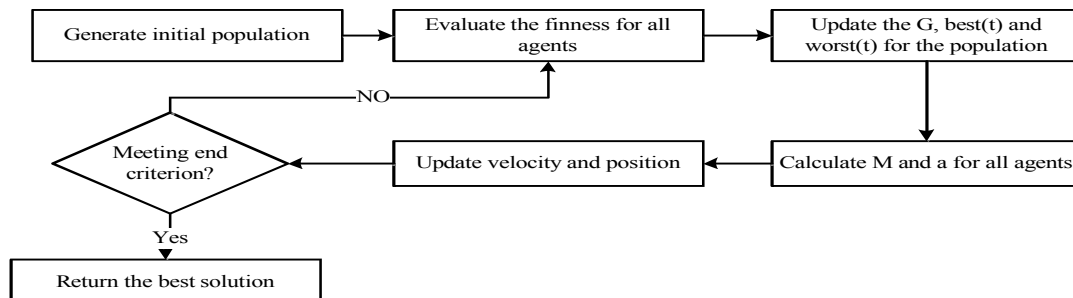 Generate initial population
Evaluate the finness for all
agents
Update the G, best(t) and
worst(t) for the population
NO
Meeting end
criterion?
Update velocity and position
Calculate M and a for all agents
Yes
Return the best solution